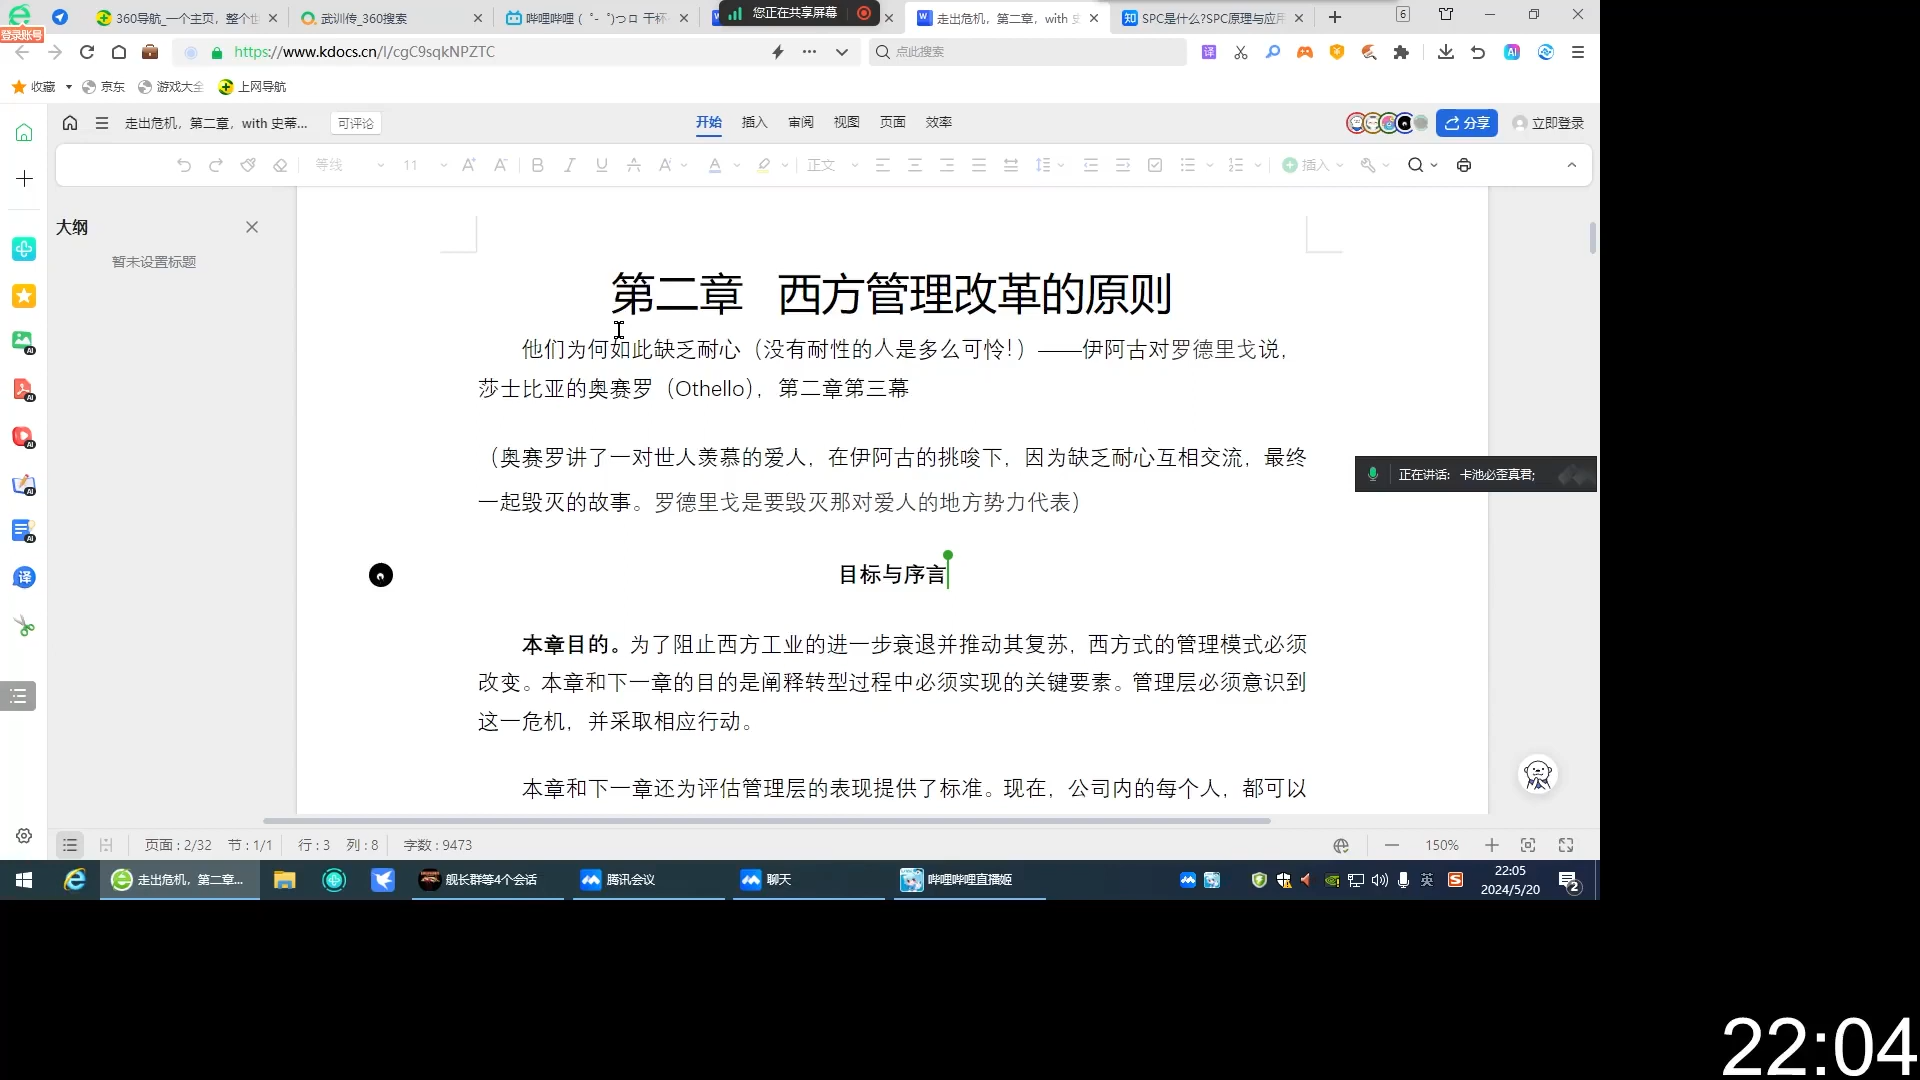 360导航_一个主页，整个世
武训传_360搜索
哔哩哔哩 (゜-゜)つロ 干杯
您正在共享屏幕
走出危机，第二章，with 史
SPC是什么?SPC原理与应用
6
登录账号
https://www.kdocs.cn/l/cgC9sqkNPZTC
点此搜索
收藏
京东
游戏大全
上网导航
走出危机，第二章，with 史蒂...
可评论
开始
插入
审阅
视图
页面
效率
分享
立即登录
等线
11
正文
插入
大纲
暂未设置标题
第二章 西方管理改革的原则
他们为何如此缺乏耐心（没有耐性的人是多么可怜！）——伊阿古对罗德里戈说，
莎士比亚的奥赛罗（Othello），第二章第三幕
（奥赛罗讲了一对世人羡慕的爱人，在伊阿古的挑唆下，因为缺乏耐心互相交流，最终
一起毁灭的故事。罗德里戈是要毁灭那对爱人的地方势力代表）
正在讲话: 卡池必歪真君;
目标与序言
本章目的。为了阻止西方工业的进一步衰退并推动其复苏，西方式的管理模式必须
改变。本章和下一章的目的是阐释转型过程中必须实现的关键要素。管理层必须意识到
这一危机，并采取相应行动。
本章和下一章还为评估管理层的表现提供了标准。现在，公司内的每个人，都可以
页面: 2/32
节: 1/1
行: 3
列: 8
字数: 9473
150%
走出危机，第二章...
舰长群等4个会话
腾讯会议
聊天
哔哩哔哩直播姬
英
22:05
2024/5/20
2
22:04